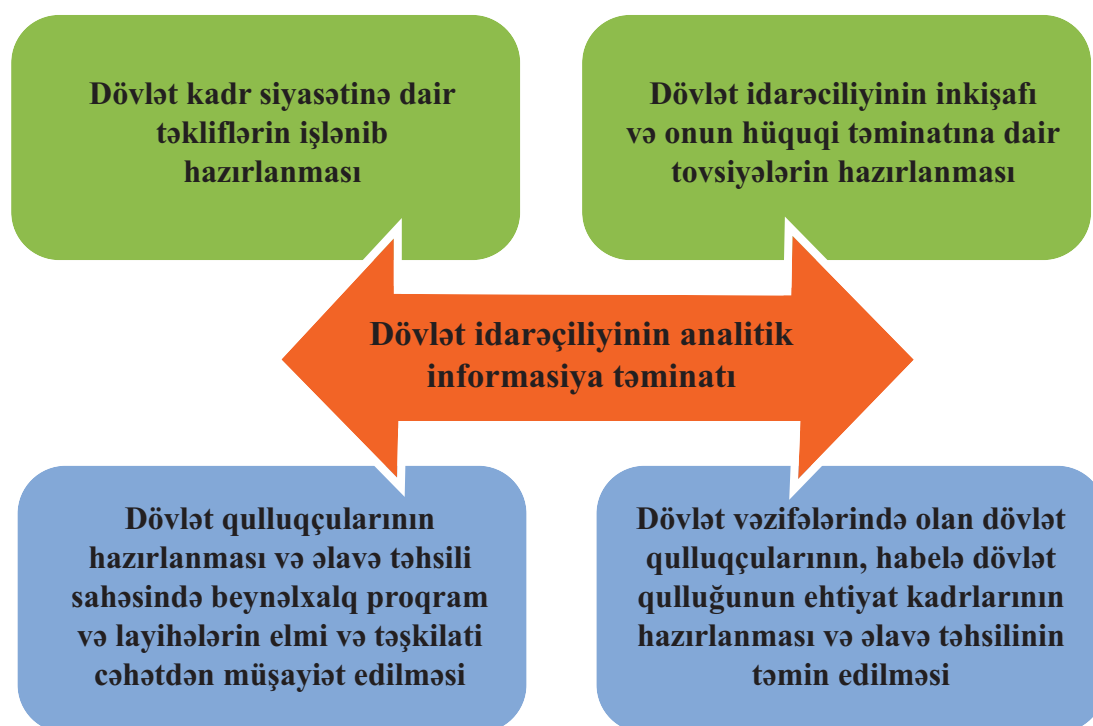 Dövlət kadr siyasətinə dair
təkliflərin işlənib
hazırlanması
Dövlət idarəciliyinin inkişafı
və onun hüquqi təminatına dair
tovsiyələrin hazırlanması
Dövlət idarəçiliyinin analitik
informasiya təminatı
Dövlət qulluqçularının
hazırlanması və əlavə təhsili
sahəsində beynəlxalq proqram
və layihələrin elmi və təşkilati
cəhətdən müşayiət edilməsi
Dövlət vəzifələrində olan dövlət
qulluqçularının, habelə dövlət
qulluğunun ehtiyat kadrlarının
hazırlanması və əlavə təhsilinin
təmin edilməsi